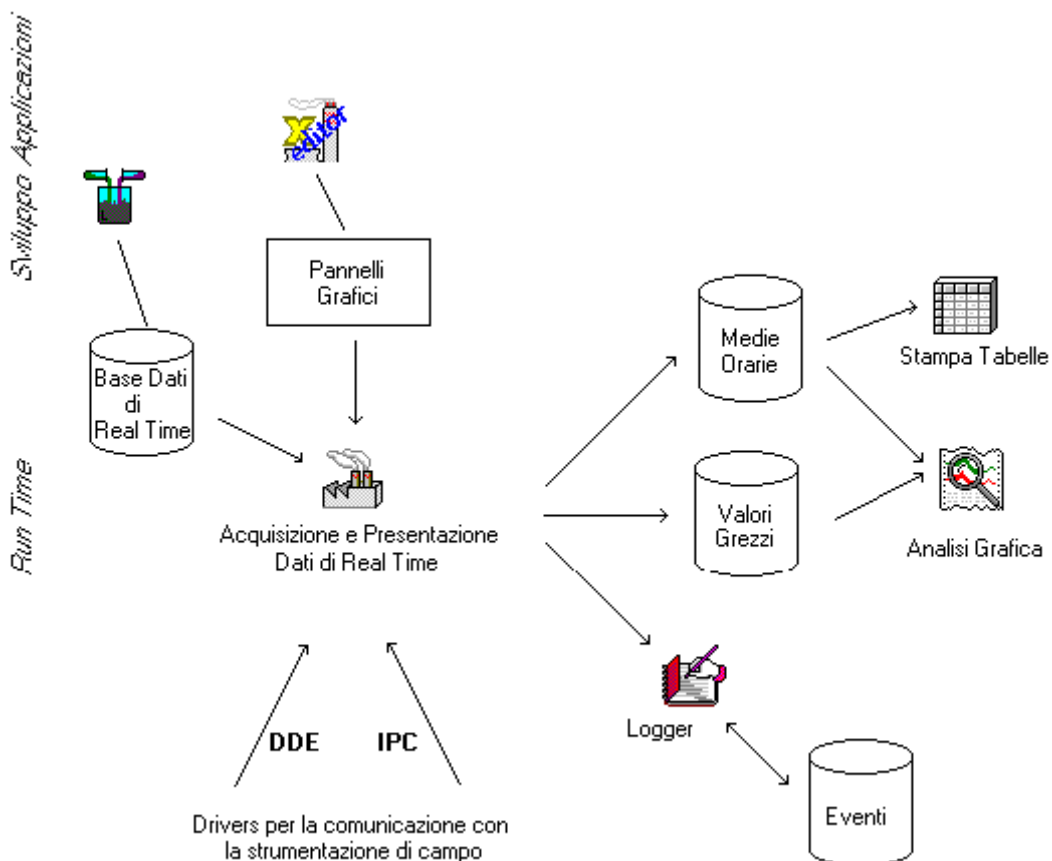 Sviluppo Applicazioni
X
editor
Pannelli
Grafici
Base Dati
di
Real Time
Medie
Orarie
Stampa Tabelle
Run Time
Acquisizione e Presentazione
Dati di Real Time
Valori
Grezzi
Analisi Grafica
DDE
IPC
Logger
Eventi
Drivers per la comunicazione con
la strumentazione di campo